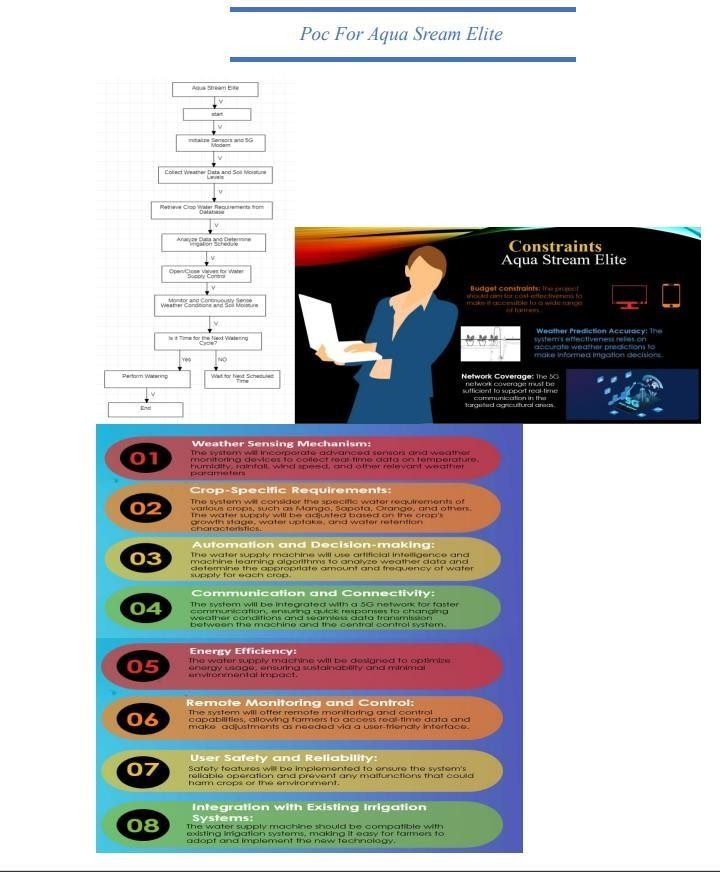 Poc For Aqua Sream Elite
Aqua Stream Elite
V
start
V
Initialize Sensors and 5G
Modem
V
Collect Weather Data and Soil Moisture
Levels
V
Retrieve Crop Water Requirements from
Database
V
Analyze Data and Determine
Irrigation Schedule
V
Open/Close Valves for Water
Supply Control
V
Monitor and Continuously Sense
Weather Conditions and Soil Moisture
V
Is it Time for the Next Watering
Cycle?
Yes
NO
Perform Watering
Wait for Next Scheduled
Time
V
End
Constraints
Aqua Stream Elite
Budget constraints: The project
should aim for cost-effectiveness to
make it accessible to a wide range
of farmers.
Weather Prediction Accuracy: The
system's effectiveness relies on
accurate weather predictions to
make informed irrigation decisions.
Network Coverage: The 5G
network coverage must be
sufficient to support real-time
communication in the
targeted agricultural areas.
5G
01
Weather Sensing Mechanism:
The system will incorporate advanced sensors and weather
monitoring devices to collect real-time data on temperature,
humidity, rainfall, wind speed, and other relevant weather
parameters
02
Crop-Specific Requirements:
The system will consider the specific water requirements of
various crops, such as Mango, Sapota, Orange, and others.
The water supply will be adjusted based on the crop's
growth stage, water uptake, and water retention
characteristics.
03
Automation and Decision-making:
The water supply machine will use artificial intelligence and
machine learning algorithms to analyze weather data and
determine the appropriate amount and frequency of water
supply for each crop.
04
Communication and Connectivity:
The system will be integrated with a 5G network for faster
communication, ensuring quick responses to changing
weather conditions and seamless data transmission
between the machine and the central control system.
05
Energy Efficiency:
The water supply machine will be designed to optimize
energy usage, ensuring sustainability and minimal
environmental impact.
06
Remote Monitoring and Control:
The system will offer remote monitoring and control
capabilities, allowing farmers to access real-time data and
make adjustments as needed via a user-friendly interface.
07
User Safety and Reliability:
Safety features will be implemented to ensure the system's
reliable operation and prevent any malfunctions that could
harm crops or the environment.
08
Integration with Existing Irrigation
Systems:
The water supply machine should be compatible with
existing irrigation systems, making it easy for farmers to
adopt and implement the new technology.